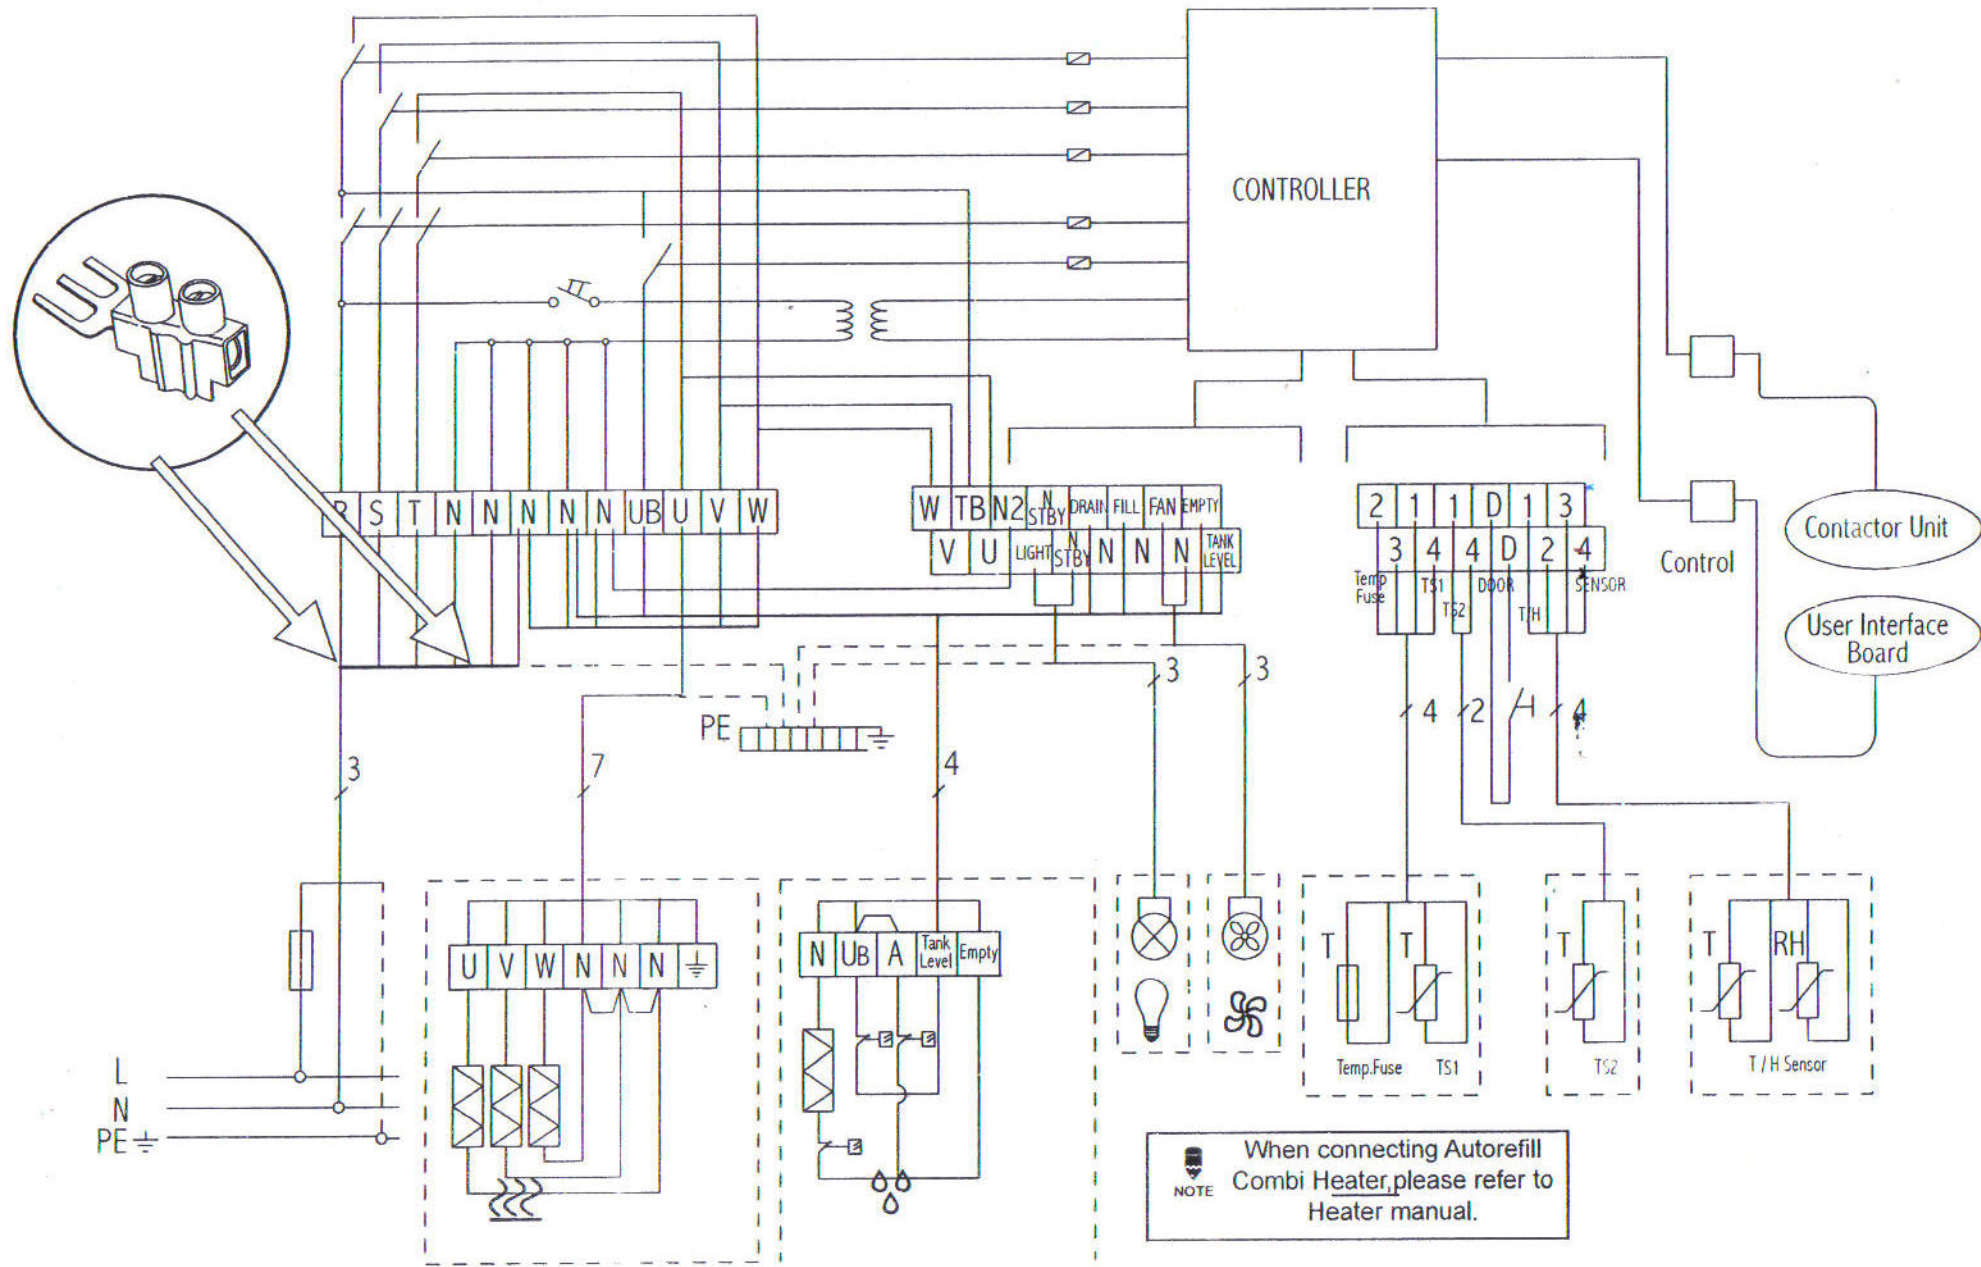 CONTROLLER
R S T N N N N N UB U V W
W TB N2 N STBY DRAIN FILL FAN EMPTY
V U LIGHT N STBY N N N TANK LEVEL
2 1 1 D 1 3
3 4 4 D 2 4
Temp Fuse
TS1
TS2
DOOR
T/H
SENSOR
Control
Contactor Unit
User Interface
Board
PE
3
7
4
3
3
4
2
4
U V W N N N
N UB A Tank Level Empty
T
T
Temp.Fuse
TS1
T
TS2
T
RH
T / H Sensor
L
N
PE
NOTE
When connecting Autorefill
Combi Heater,please refer to
Heater manual.